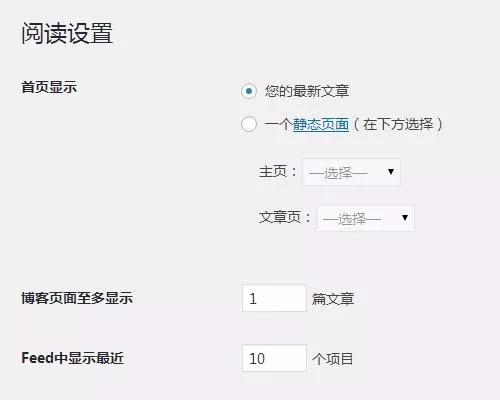 阅读设置
首页显示
您的最新文章
一个静态页面（在下方选择）
主页： —选择—
文章页： —选择—
博客页面至多显示 1 篇文章
Feed中显示最近 10 个项目